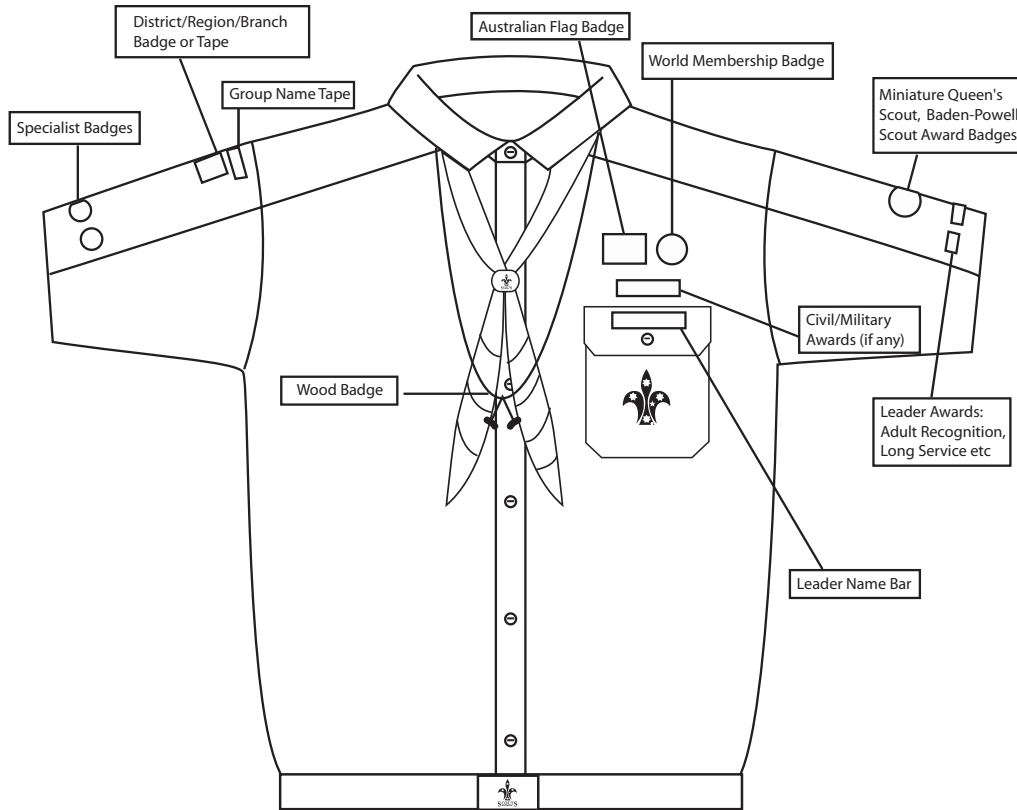 District/Region/Branch
Badge or Tape
Australian Flag Badge
World Membership Badge
Group Name Tape
Miniature Queen's
Scout, Baden-Powell
Scout Award Badges
Specialist Badges
Civil/Military
Awards (if any)
Wood Badge
Leader Awards:
Adult Recognition,
Long Service etc
Leader Name Bar
SCOUTS